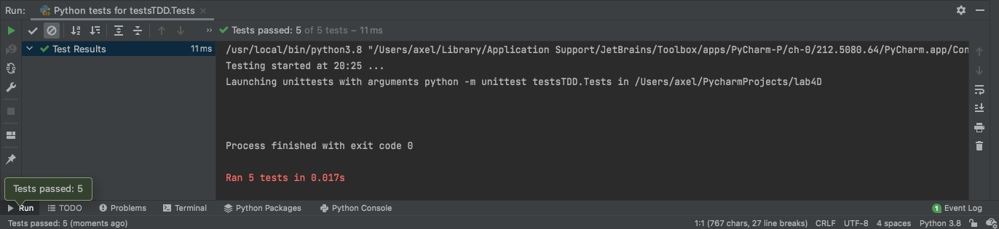 Run: Python tests for testsTDD.Tests
Tests passed: 5 of 5 tests – 11 ms
Test Results 11 ms
/usr/local/bin/python3.8 "/Users/axel/Library/Application Support/JetBrains/Toolbox/apps/PyCharm-P/ch-0/212.5080.64/PyCharm.app/Con
Testing started at 20:25 ...
Launching unittests with arguments python -m unittest testsTDD.Tests in /Users/axel/PycharmProjects/lab4D
Process finished with exit code 0
Ran 5 tests in 0.017s
Tests passed: 5
Run TODO Problems Terminal Python Packages Python Console 1 Event Log
Tests passed: 5 (moments ago) 1:1 (767 chars, 27 line breaks) CRLF UTF-8 4 spaces Python 3.8